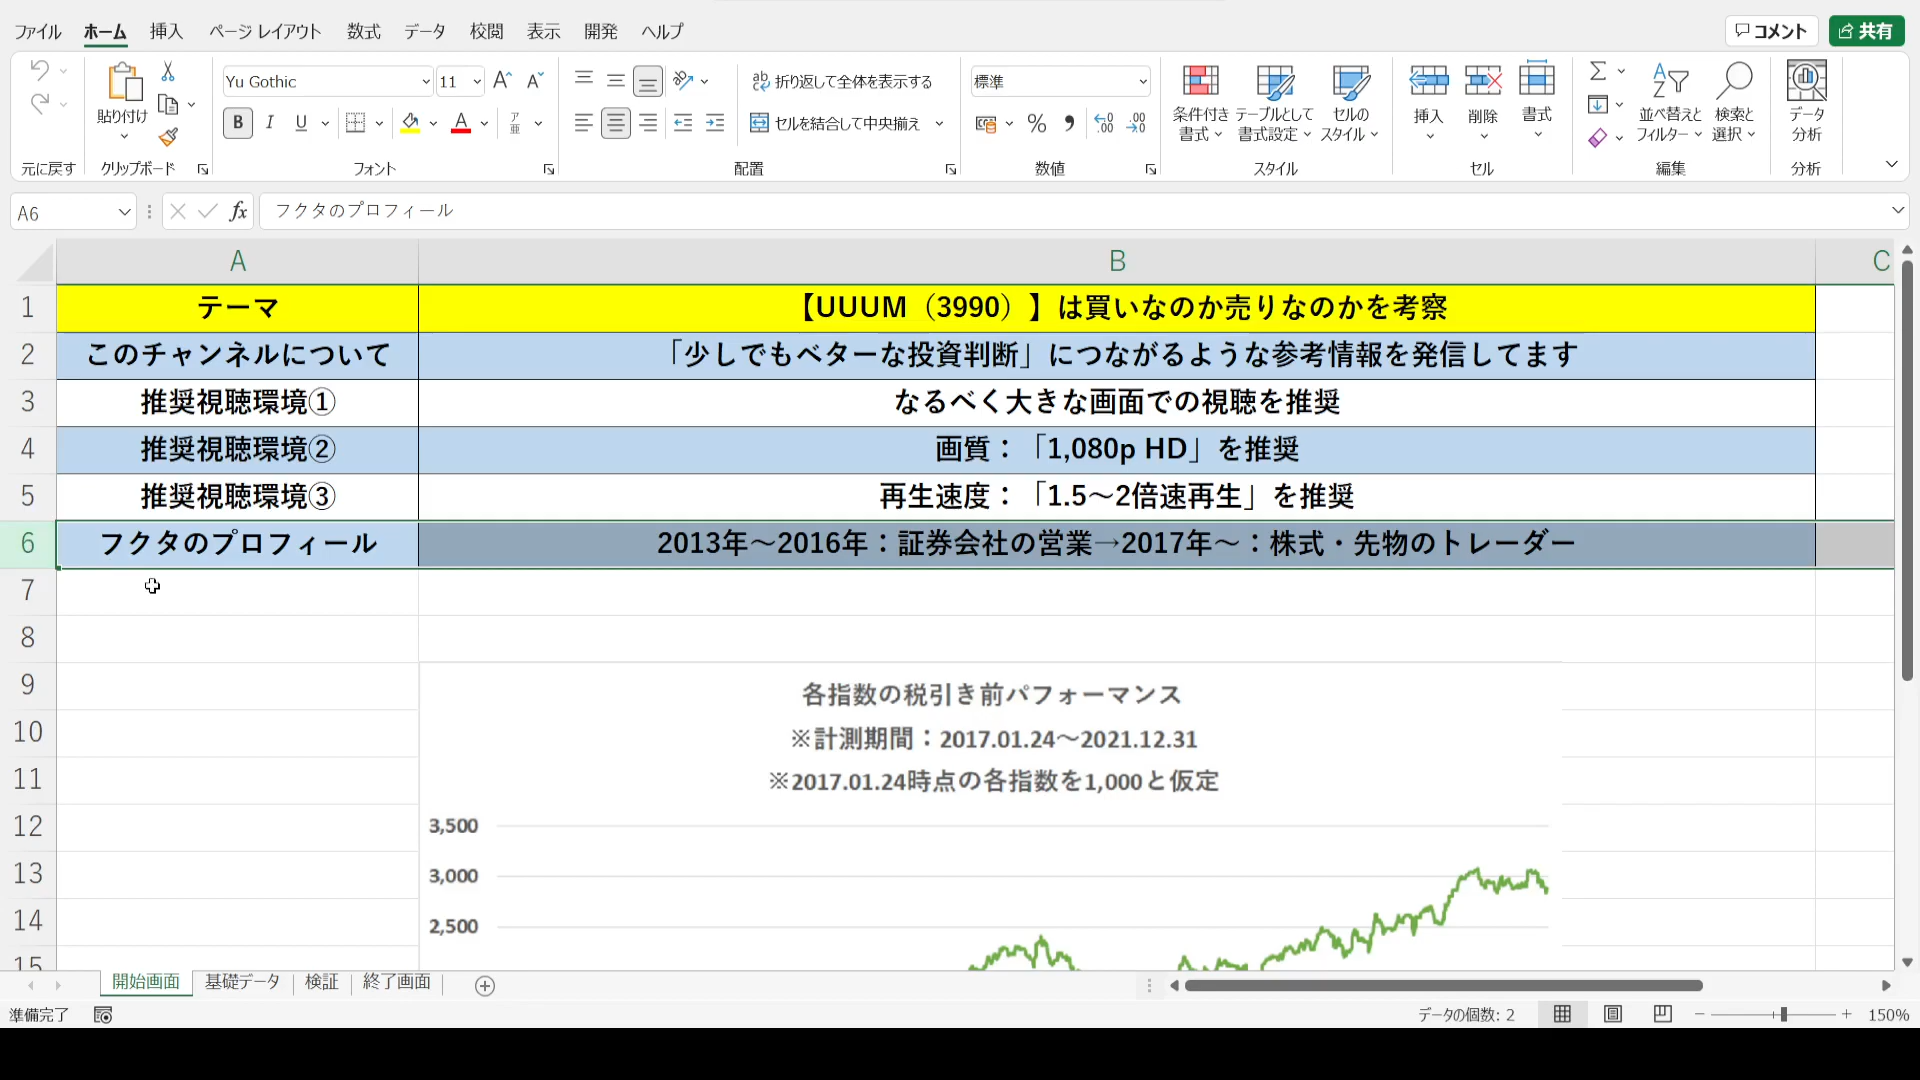 ファイル ホーム 挿入 ページ レイアウト 数式 データ 校閲 表示 開発 ヘルプ コメント 共有
Yu Gothic 11 折り返して全体を表示する 標準
貼り付け B I U A ア 亜 セルを結合して中央揃え % 条件付き 書式 テーブルとして 書式設定 セルの スタイル 挿入 削除 書式 並べ替えと フィルター 検索と 選択 データ 分析
元に戻す クリップボード フォント 配置 数値 スタイル セル 編集 分析
A6 fx フクタのプロフィール
A B C
1 テーマ 【UUUM（3990）】は買いなのか売りなのかを考察
2 このチャンネルについて 「少しでもベターな投資判断」につながるような参考情報を発信してます
3 推奨視聴環境① なるべく大きな画面での視聴を推奨
4 推奨視聴環境② 画質：「1,080p HD」を推奨
5 推奨視聴環境③ 再生速度：「1.5～2倍速再生」を推奨
6 フクタのプロフィール 2013年～2016年：証券会社の営業→2017年～：株式・先物のトレーダー
7
8
9 各指数の税引き前パフォーマンス
10 ※計測期間：2017.01.24～2021.12.31
11 ※2017.01.24時点の各指数を1,000と仮定
12 3,500
13 3,000
14 2,500
15
開始画面 基礎データ 検証 終了画面
準備完了 データの個数: 2 150%